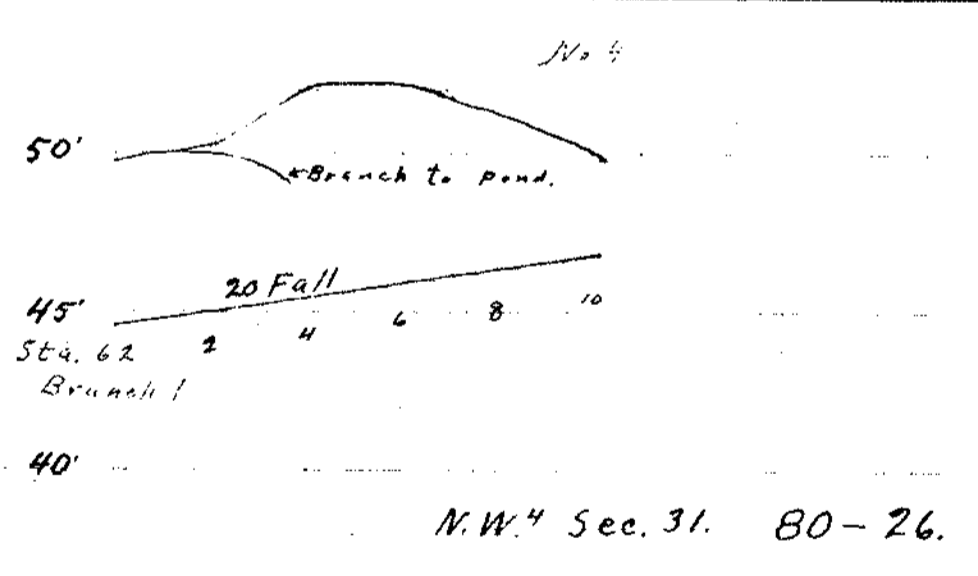 No 4
50'
Branch to pond.
20 Fall
45'
2 4 6 8 10
Sta. 62
Branch 1
40'
N.W.4 Sec. 31. 80-26.